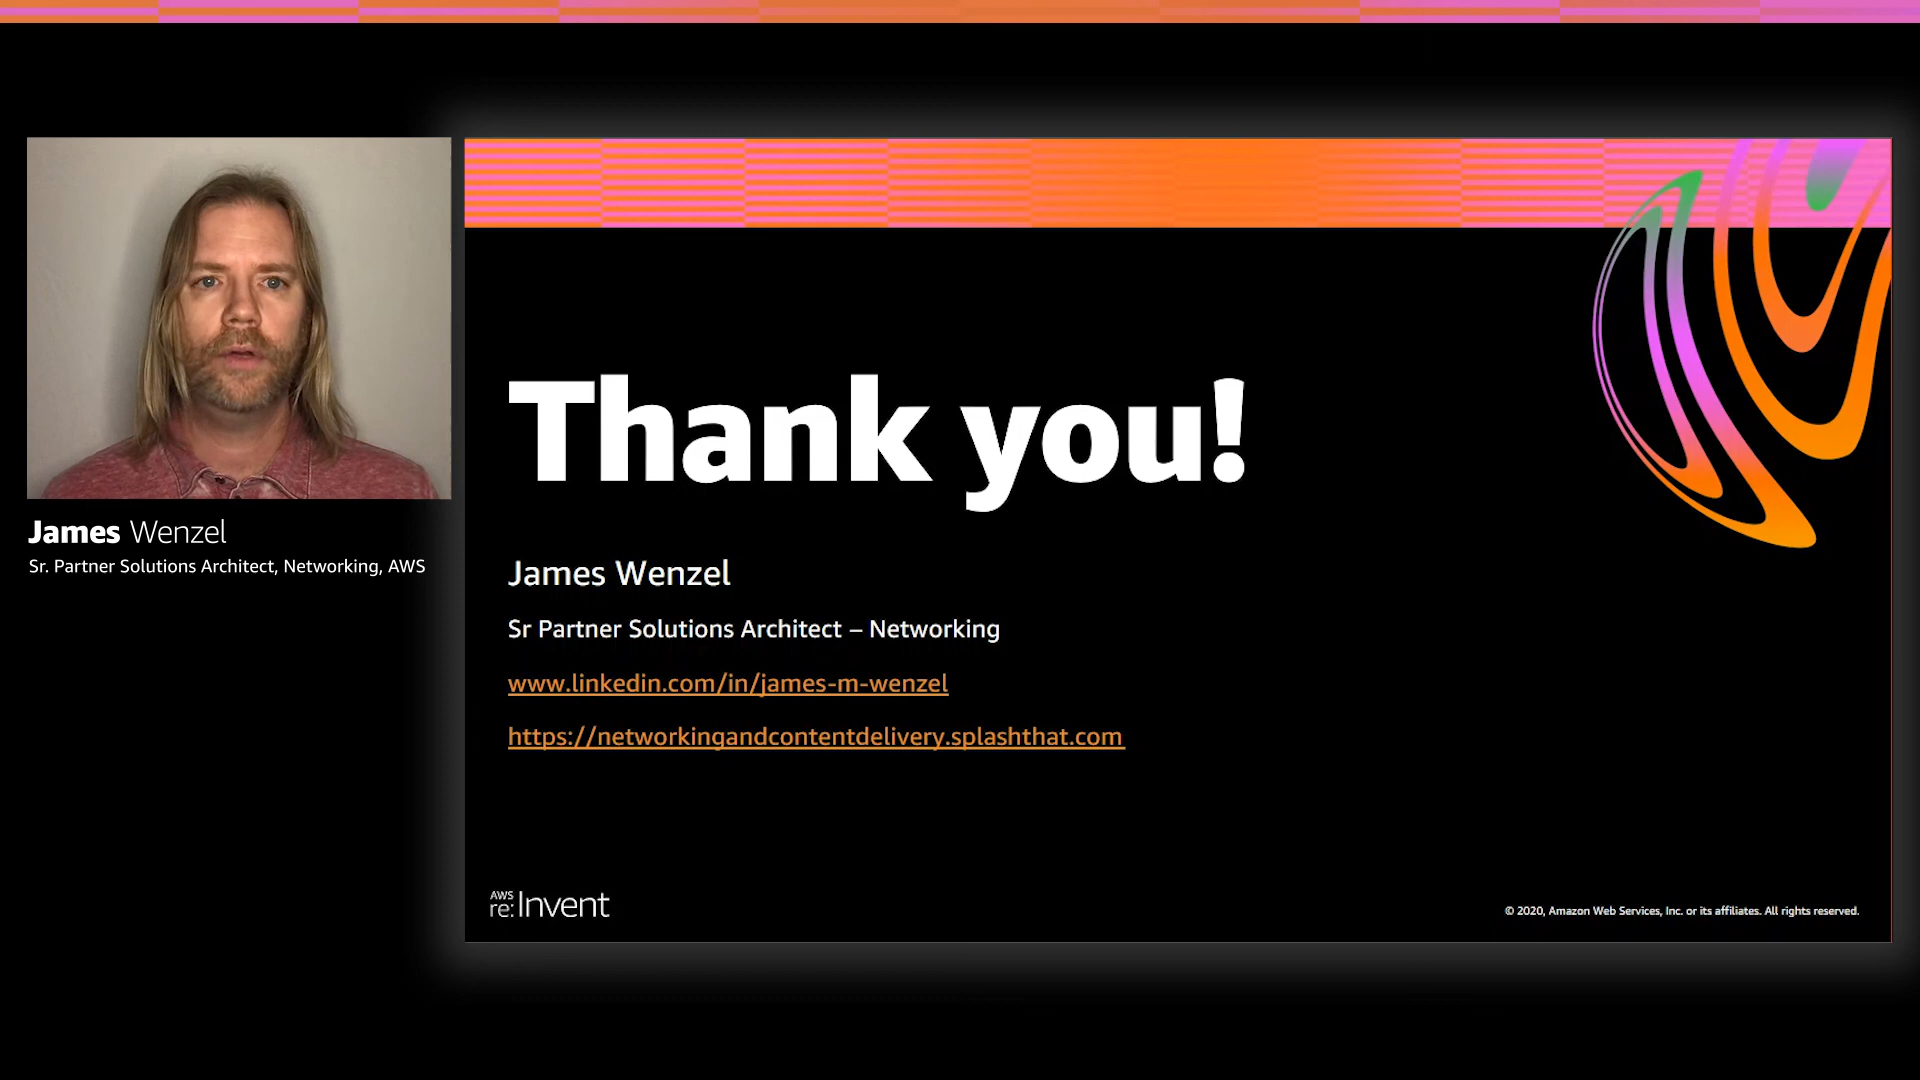 James Wenzel
Sr. Partner Solutions Architect, Networking, AWS
Thank you!
James Wenzel
Sr Partner Solutions Architect – Networking
www.linkedin.com/in/james-m-wenzel
https://networkingandcontentdelivery.splashthat.com
AWS
re:Invent
© 2020, Amazon Web Services, Inc. or its affiliates. All rights reserved.